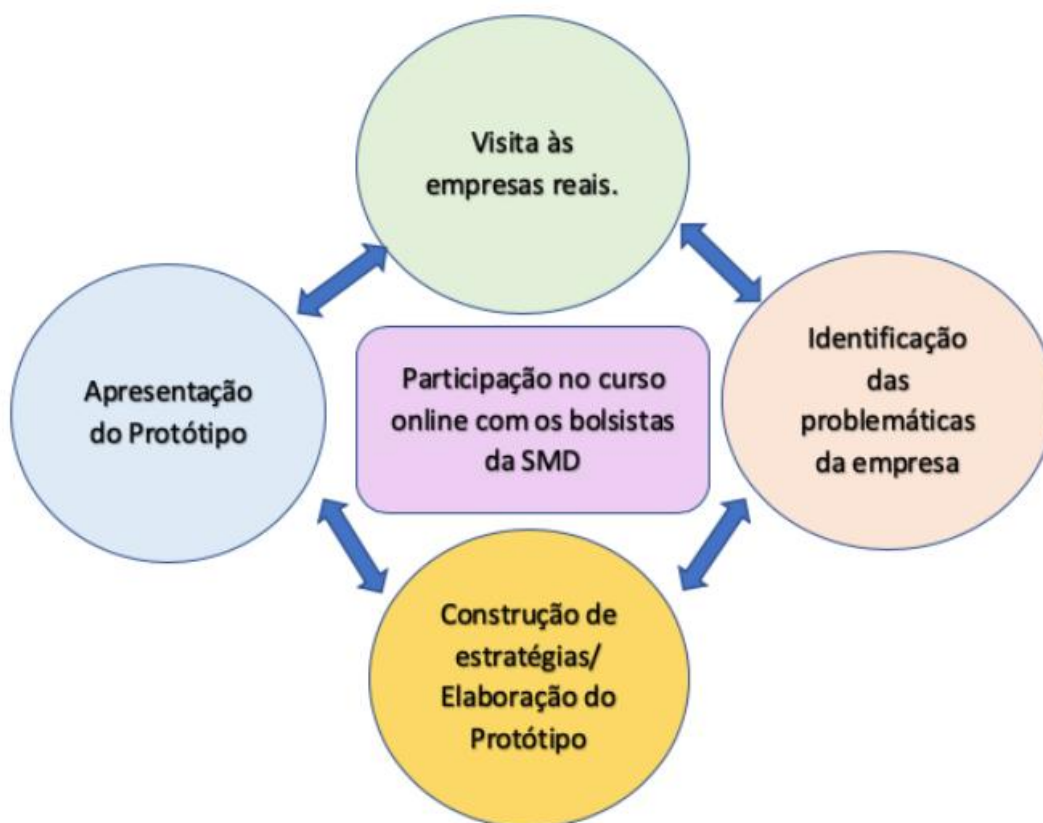 Visita às
empresas reais.
Identificação
das
problemáticas
da empresa
Participação no curso
online com os bolsistas
da SMD
Apresentação
do Protótipo
Construção de
estratégias/
Elaboração do
Protótipo